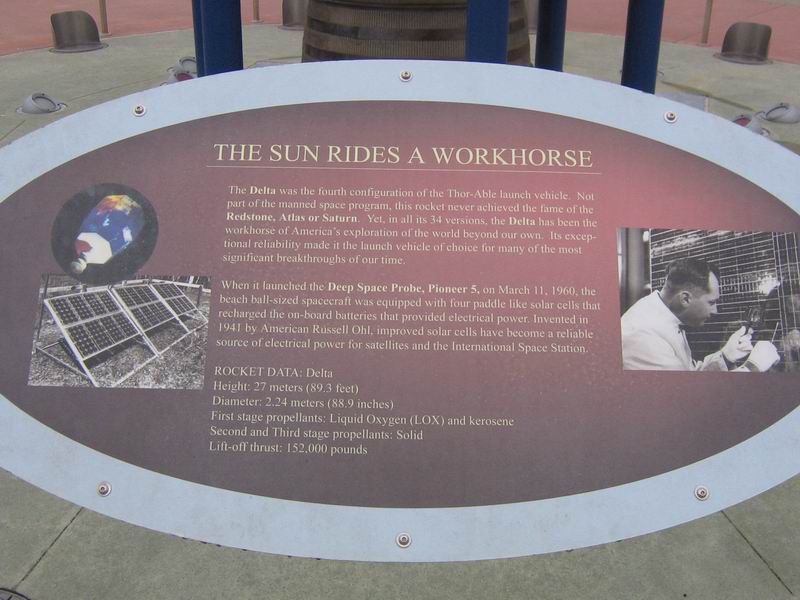 THE SUN RIDES A WORKHORSE
The Delta was the fourth configuration of the Thor-Able launch vehicle. Not
part of the manned space program, this rocket never achieved the fame of the
Redstone, Atlas or Saturn. Yet, in all its 34 versions, the Delta has been the
workhorse of America's exploration of the world beyond our own. Its excep-
tional reliability made it the launch vehicle of choice for many of the most
significant breakthroughs of our time.
When it launched the Deep Space Probe, Pioneer 5, on March 11, 1960, the
beach ball-sized spacecraft was equipped with four paddle like solar cells that
recharged the on-board batteries that provided electrical power. Invented in
1941 by American Russell Ohl, improved solar cells have become a reliable
source of electrical power for satellites and the International Space Station.
ROCKET DATA: Delta
Height: 27 meters (89.3 feet)
Diameter: 2.24 meters (88.9 inches)
First stage propellants: Liquid Oxygen (LOX) and kerosene
Second and Third stage propellants: Solid
Lift-off thrust: 152,000 pounds